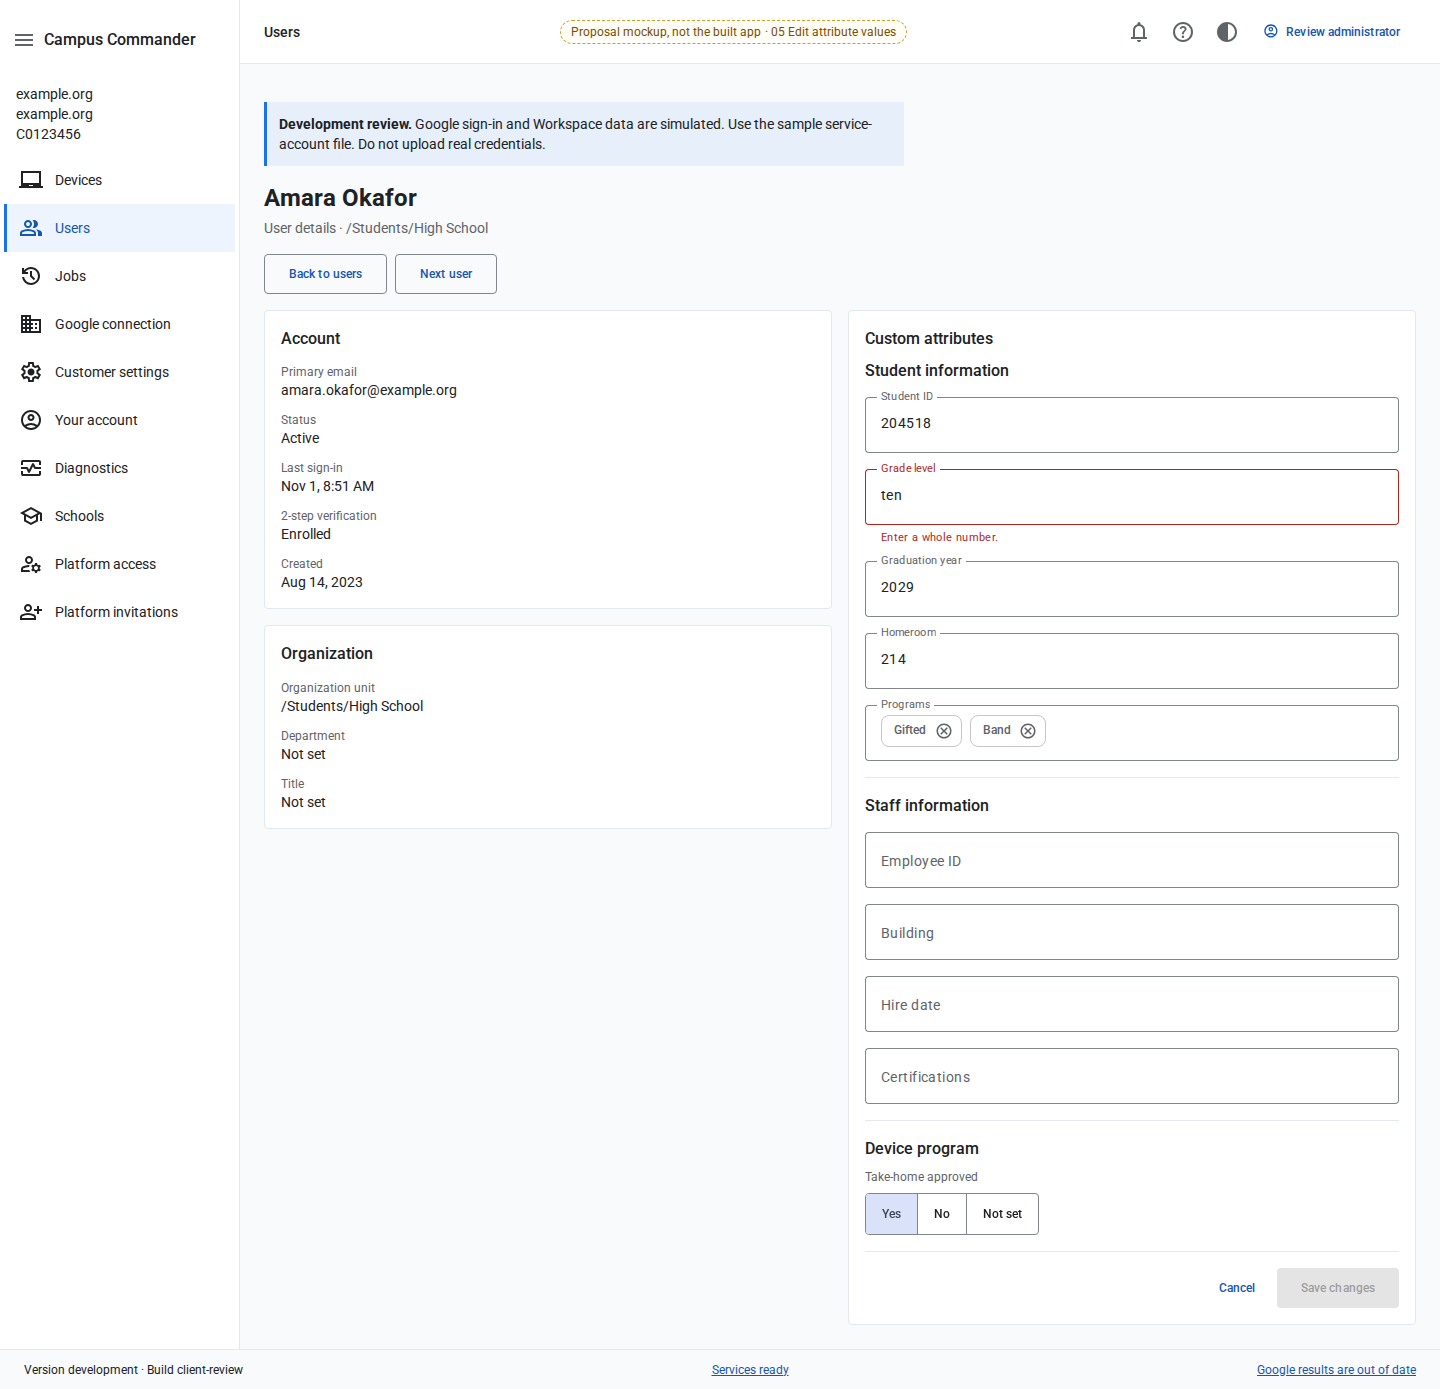 Campus Commander
example.org
example.org
C0123456
Devices
Users
Jobs
Google connection
Customer settings
Your account
Diagnostics
Schools
Platform access
Platform invitations
Users
Proposal mockup, not the built app · 05 Edit attribute values
Review administrator
Development review. Google sign-in and Workspace data are simulated. Use the sample service-
account file. Do not upload real credentials.
Amara Okafor
User details · /Students/High School
Back to users
Next user
Account
Primary email
amara.okafor@example.org
Status
Active
Last sign-in
Nov 1, 8:51 AM
2-step verification
Enrolled
Created
Aug 14, 2023
Organization
Organization unit
/Students/High School
Department
Not set
Title
Not set
Custom attributes
Student information
Student ID
204518
Grade level
ten
Enter a whole number.
Graduation year
2029
Homeroom
214
Programs
Gifted
Band
Staff information
Employee ID
Building
Hire date
Certifications
Device program
Take-home approved
Yes
No
Not set
Cancel
Save changes
Version development · Build client-review
Services ready
Google results are out of date